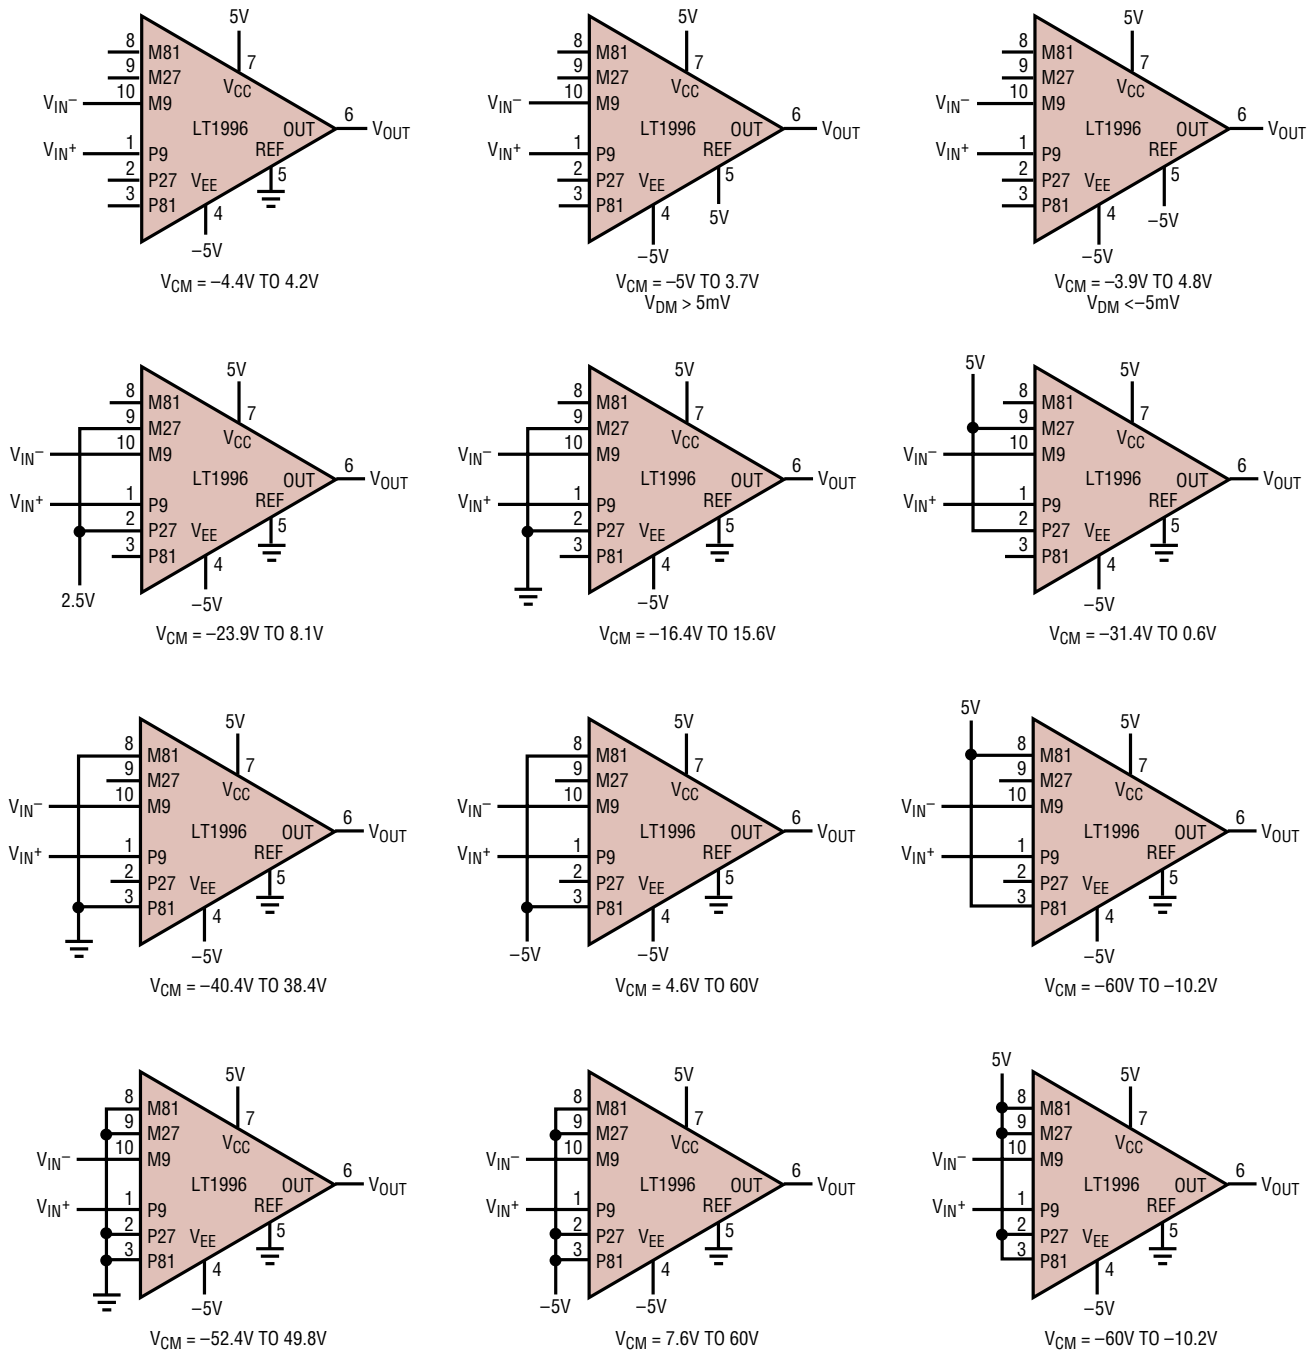 5V
8 M81
9 M27
10 M9
VIN–
7
VCC
LT1996
OUT
6
VOUT
VIN+
1 P9
REF
5
2 P27
VEE
3 P81
4
–5V
VCM = –4.4V TO 4.2V
5V
8 M81
9 M27
10 M9
VIN–
7
VCC
LT1996
OUT
6
VOUT
VIN+
1 P9
REF
5
5V
2 P27
VEE
3 P81
4
–5V
VCM = –5V TO 3.7V
VDM > 5mV
5V
8 M81
9 M27
10 M9
VIN–
7
VCC
LT1996
OUT
6
VOUT
VIN+
1 P9
REF
5
–5V
2 P27
VEE
3 P81
4
–5V
VCM = –3.9V TO 4.8V
VDM <–5mV
5V
8 M81
9 M27
10 M9
VIN–
7
VCC
LT1996
OUT
6
VOUT
VIN+
1 P9
REF
5
2 P27
VEE
3 P81
4
2.5V
–5V
VCM = –23.9V TO 8.1V
5V
8 M81
9 M27
10 M9
VIN–
7
VCC
LT1996
OUT
6
VOUT
VIN+
1 P9
REF
5
2 P27
VEE
3 P81
4
–5V
VCM = –16.4V TO 15.6V
5V
5V
8 M81
9 M27
10 M9
VIN–
7
VCC
LT1996
OUT
6
VOUT
VIN+
1 P9
REF
5
2 P27
VEE
3 P81
4
–5V
VCM = –31.4V TO 0.6V
5V
8 M81
9 M27
10 M9
VIN–
7
VCC
LT1996
OUT
6
VOUT
VIN+
1 P9
REF
5
2 P27
VEE
3 P81
4
–5V
VCM = –40.4V TO 38.4V
5V
8 M81
9 M27
10 M9
VIN–
7
VCC
LT1996
OUT
6
VOUT
VIN+
1 P9
REF
5
2 P27
VEE
3 P81
4
–5V
–5V
VCM = 4.6V TO 60V
5V
5V
8 M81
9 M27
10 M9
VIN–
7
VCC
LT1996
OUT
6
VOUT
VIN+
1 P9
REF
5
2 P27
VEE
3 P81
4
–5V
VCM = –60V TO –10.2V
5V
8 M81
9 M27
10 M9
VIN–
7
VCC
LT1996
OUT
6
VOUT
VIN+
1 P9
REF
5
2 P27
VEE
3 P81
4
–5V
VCM = –52.4V TO 49.8V
5V
8 M81
9 M27
10 M9
VIN–
7
VCC
LT1996
OUT
6
VOUT
VIN+
1 P9
REF
5
2 P27
VEE
3 P81
4
–5V
–5V
VCM = 7.6V TO 60V
5V
5V
8 M81
9 M27
10 M9
VIN–
7
VCC
LT1996
OUT
6
VOUT
VIN+
1 P9
REF
5
2 P27
VEE
3 P81
4
–5V
VCM = –60V TO –10.2V